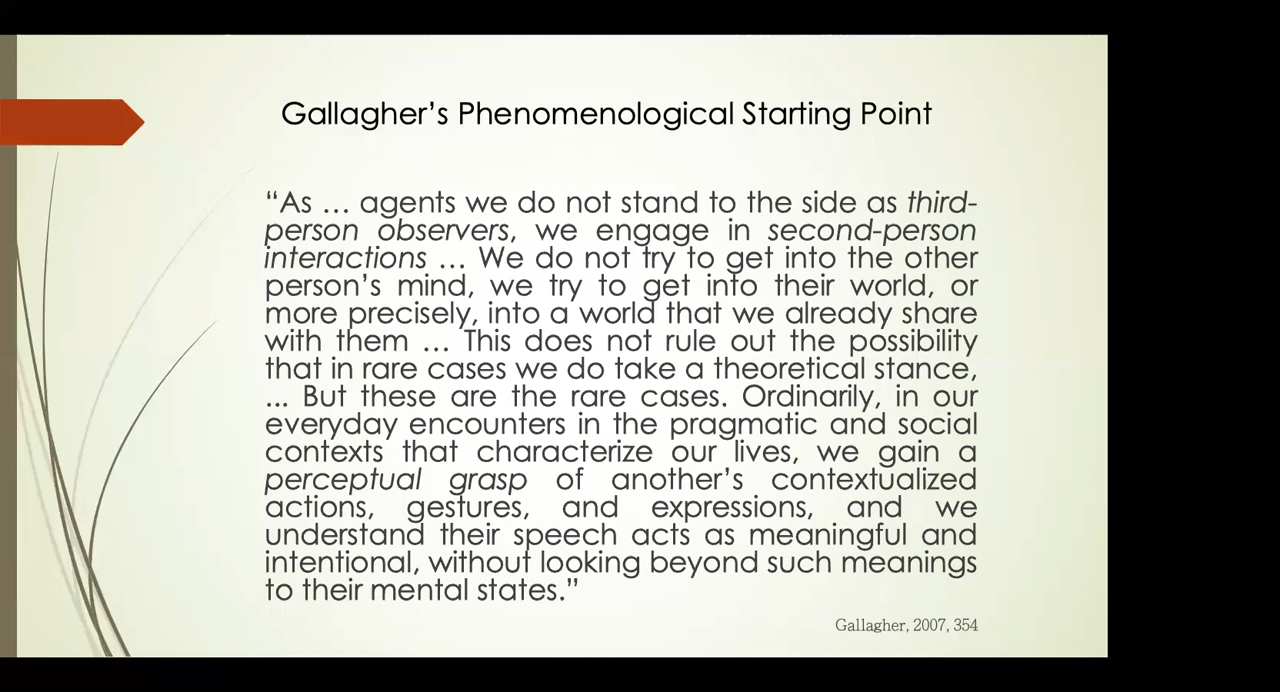 Gallagher’s Phenomenological Starting Point
“As … agents we do not stand to the side as third-
person observers, we engage in second-person
interactions … We do not try to get into the other
person’s mind, we try to get into their world, or
more precisely, into a world that we already share
with them … This does not rule out the possibility
that in rare cases we do take a theoretical stance,
... But these are the rare cases. Ordinarily, in our
everyday encounters in the pragmatic and social
contexts that characterize our lives, we gain a
perceptual grasp of another’s contextualized
actions, gestures, and expressions, and we
understand their speech acts as meaningful and
intentional, without looking beyond such meanings
to their mental states.”
Gallagher, 2007, 354